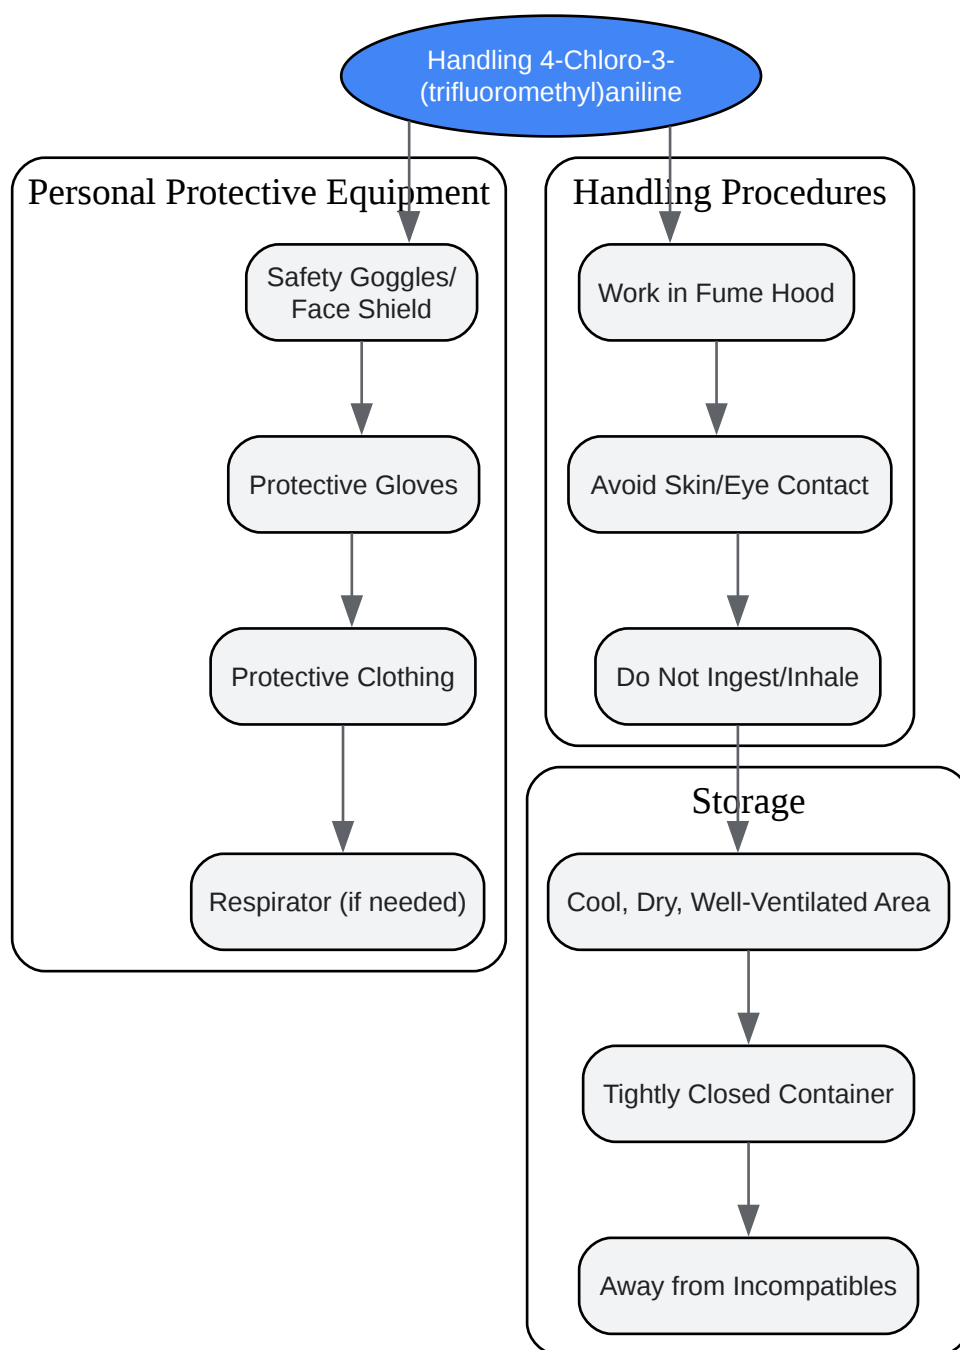 Handling 4-Chloro-3-
(trifluoromethyl)aniline
Personal Protective Equipment
Safety Goggles/
Face Shield
Protective Gloves
Protective Clothing
Respirator (if needed)
Handling Procedures
Work in Fume Hood
Avoid Skin/Eye Contact
Do Not Ingest/Inhale
Storage
Cool, Dry, Well-Ventilated Area
Tightly Closed Container
Away from Incompatibles